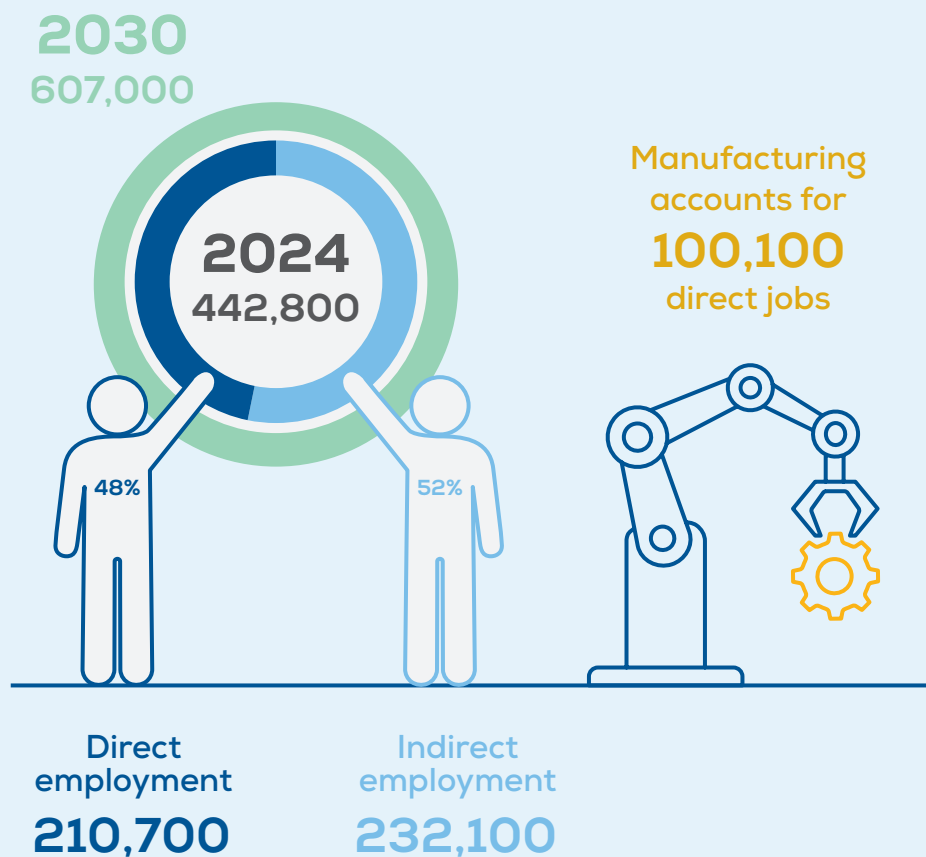 2030
607,000
2024
442,800
Manufacturing
accounts for
100,100
direct jobs
48%
52%
Direct
employment
210,700
Indirect
employment
232,100